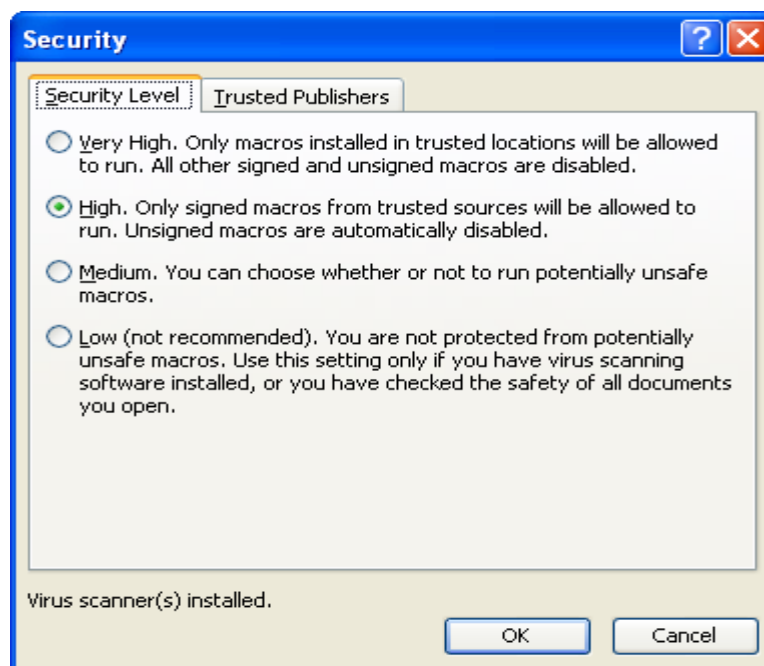 Security
Security Level
Trusted Publishers
Very High. Only macros installed in trusted locations will be allowed
to run. All other signed and unsigned macros are disabled.
High. Only signed macros from trusted sources will be allowed to
run. Unsigned macros are automatically disabled.
Medium. You can choose whether or not to run potentially unsafe
macros.
Low (not recommended). You are not protected from potentially
unsafe macros. Use this setting only if you have virus scanning
software installed, or you have checked the safety of all documents
you open.
Virus scanner(s) installed.
OK
Cancel